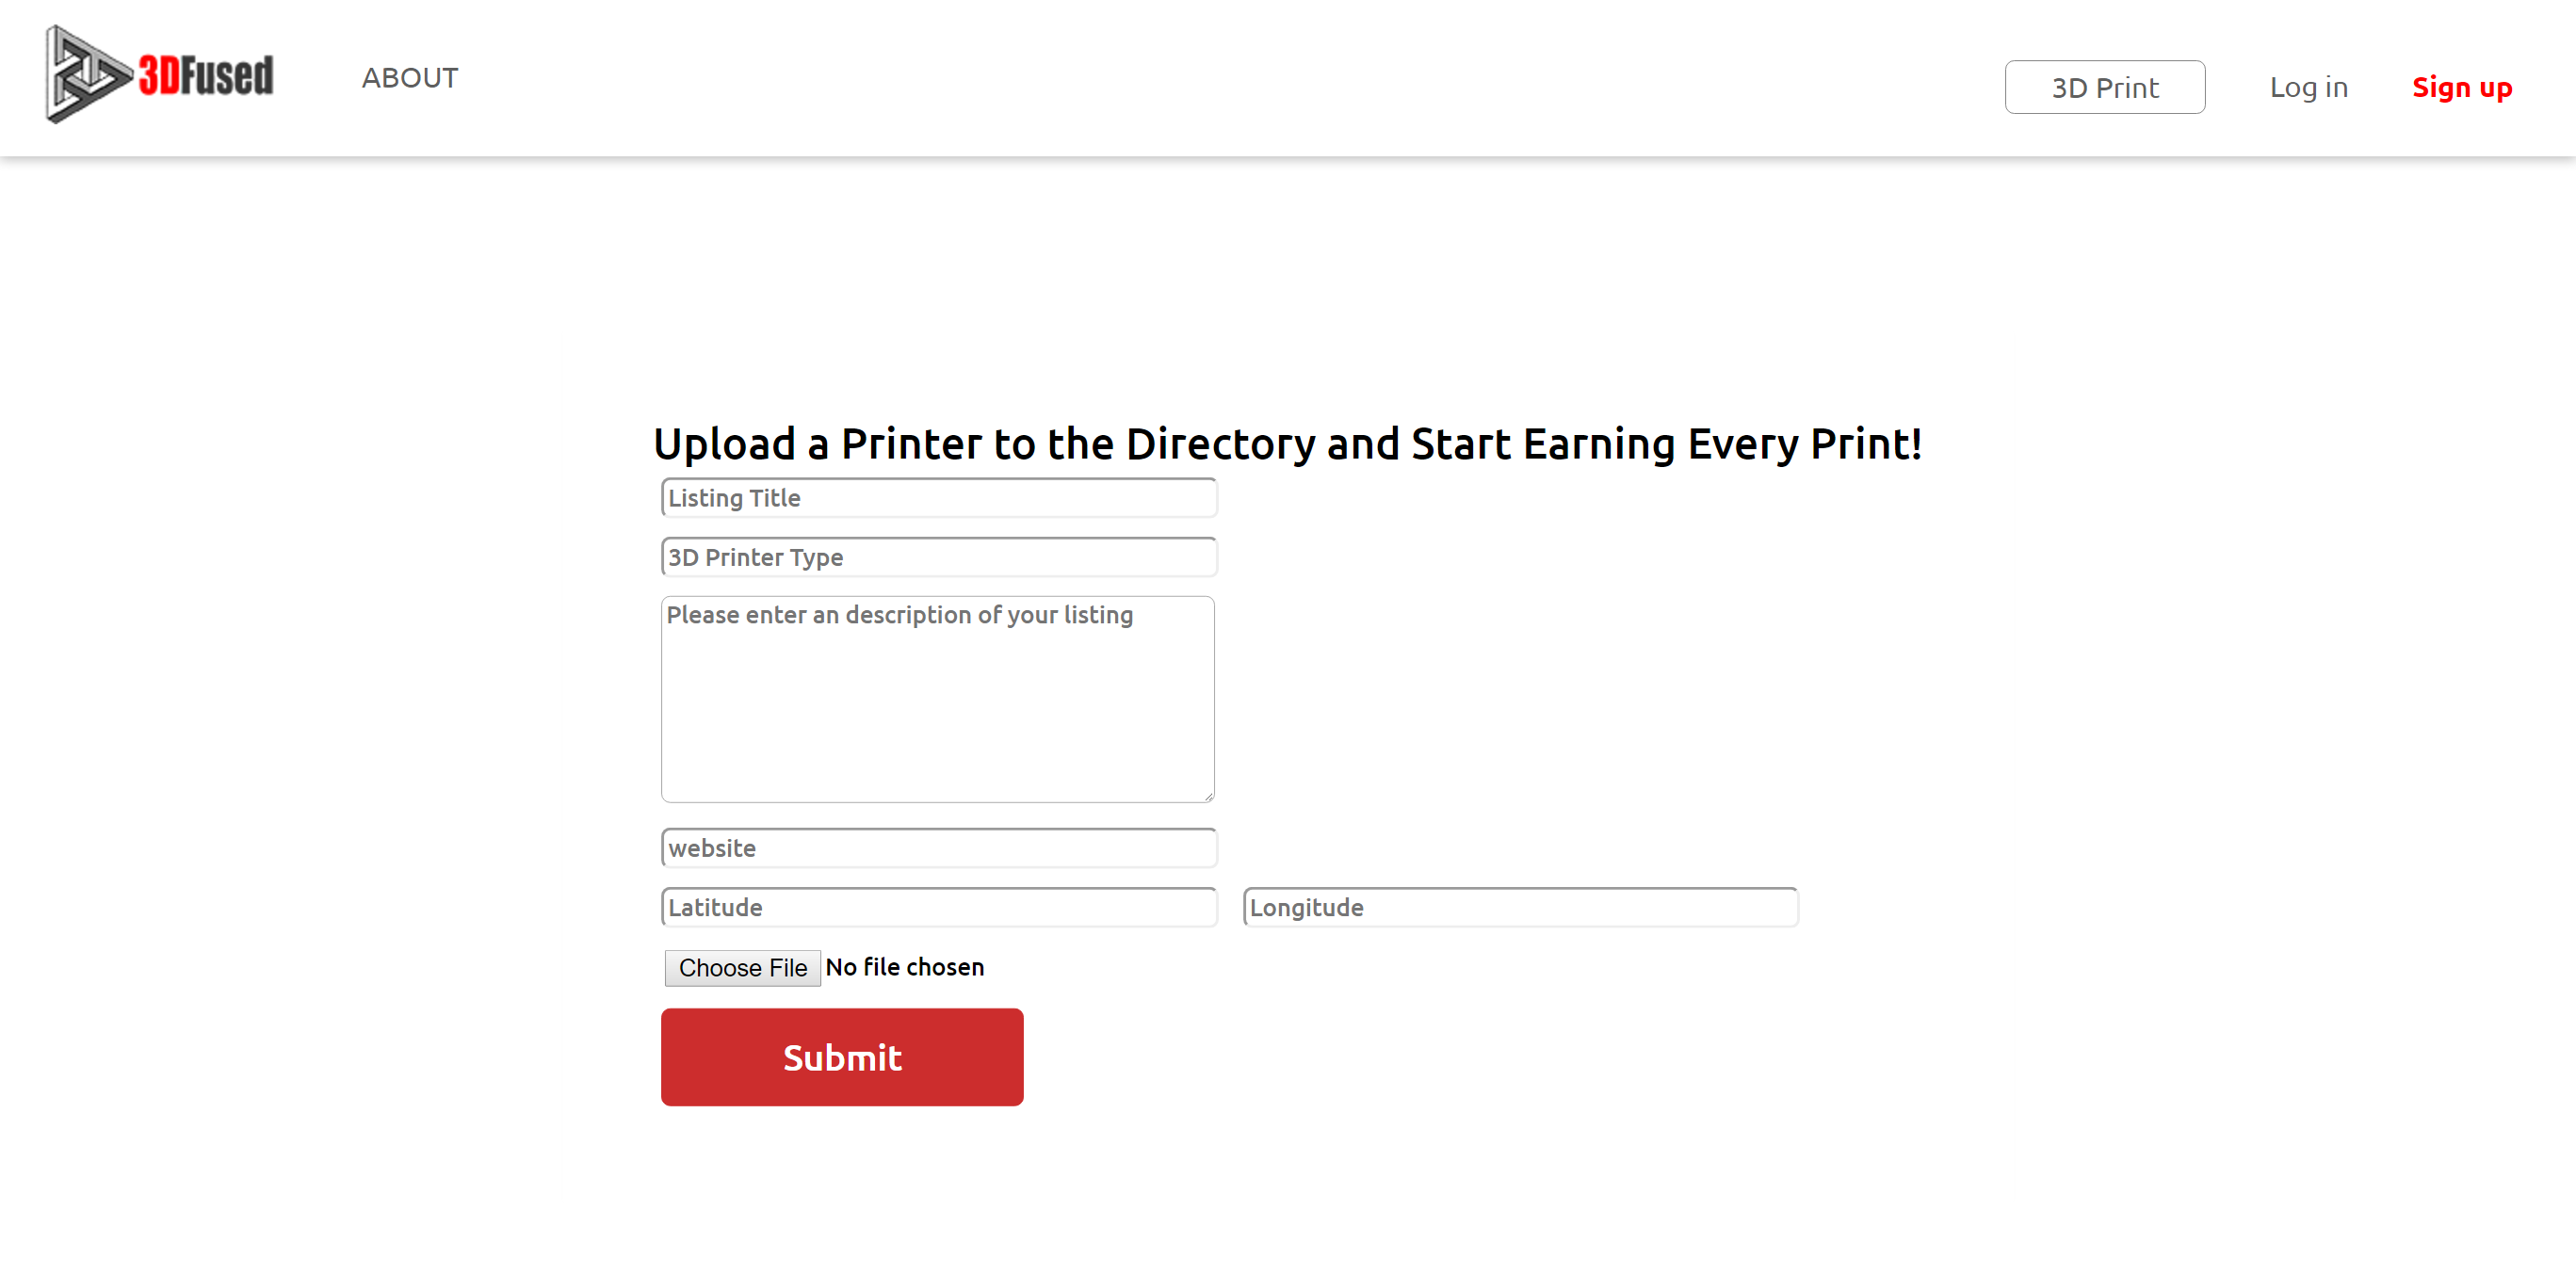 3DFused
ABOUT
3D Print
Log in
Sign up
Upload a Printer to the Directory and Start Earning Every Print!
Listing Title
3D Printer Type
Please enter an description of your listing
website
Latitude
Longitude
Choose File No file chosen
Submit